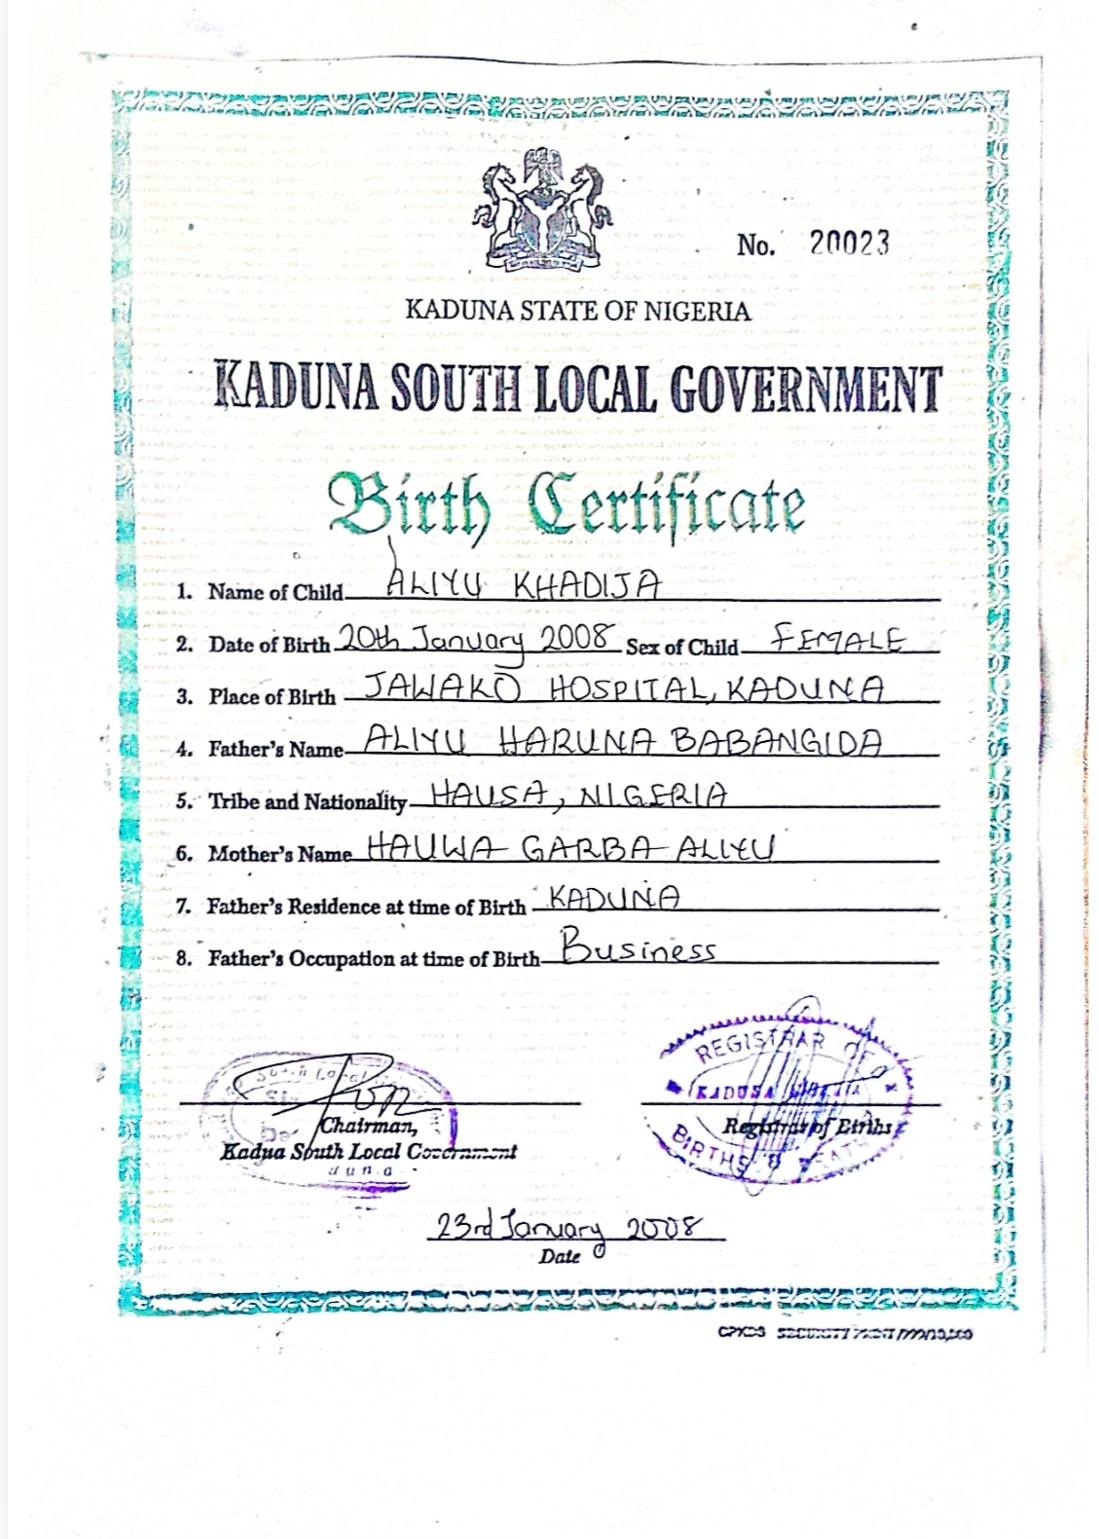 No. 20023
KADUNA STATE OF NIGERIA
KADUNA SOUTH LOCAL GOVERNMENT
Birth Certificate
1. Name of Child ALIYU KHADIJA
2. Date of Birth 20th January 2008 Sex of Child FEMALE
3. Place of Birth JAWAKO HOSPITAL, KADUNA
4. Father's Name ALIYU HARUNA BABANGIDA
5. Tribe and Nationality HAUSA, NIGERIA
6. Mother's Name HAUWA GARBA ALIYU
7. Father's Residence at time of Birth KADUNA
8. Father's Occupation at time of Birth Business
South Local
Chairman,
Kadua South Local Government
REGISTRAR OF
Registrar of Births
BIRTHS &
23rd January 2008
Date
SECURITY PRINT